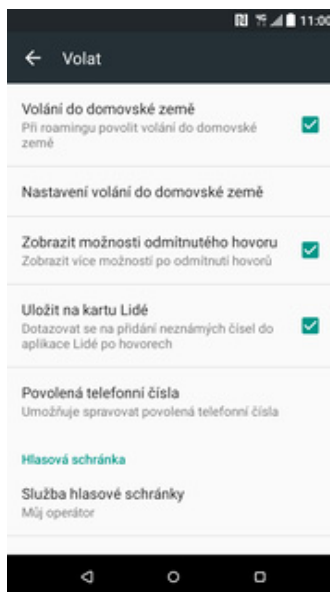 11:00
Volat
Volání do domovské země
Při roamingu povolit volání do domovské
země
Nastavení volání do domovské země
Zobrazit možnosti odmítnutého hovoru
Zobrazit více možností po odmítnutí hovorů
Uložit na kartu Lidé
Dotazovat se na přidání neznámých čísel do
aplikace Lidé po hovorech
Povolená telefonní čísla
Umožňuje spravovat povolená telefonní čísla
Hlasová schránka
Služba hlasové schránky
Můj operátor